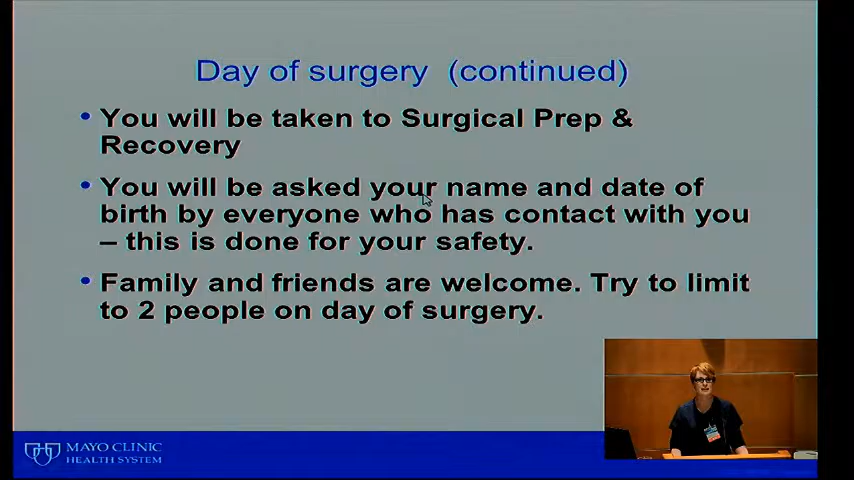 Day of surgery (continued)
• You will be taken to Surgical Prep &
Recovery
• You will be asked your name and date of
birth by everyone who has contact with you
– this is done for your safety.
• Family and friends are welcome. Try to limit
to 2 people on day of surgery.
MAYO CLINIC
HEALTH SYSTEM